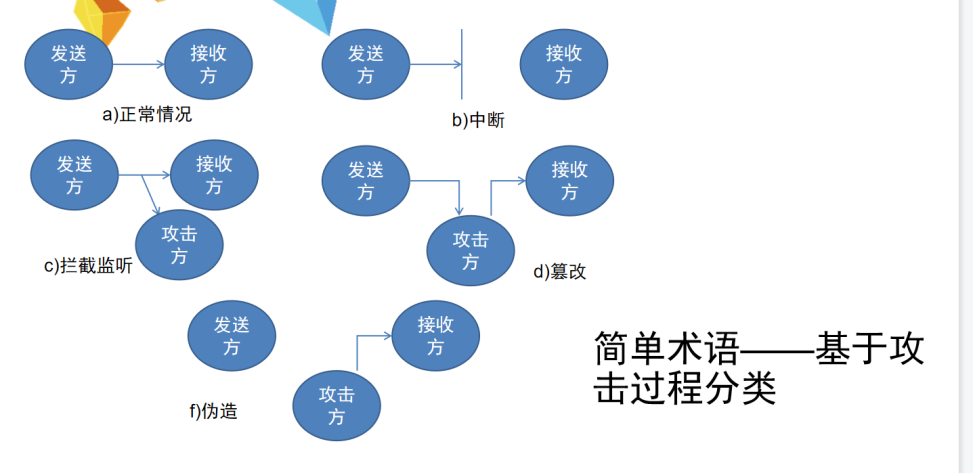 发送
方
接收
方
a)正常情况
发送
方
接收
方
b)中断
发送
方
接收
方
攻击
方
c)拦截监听
发送
方
接收
方
攻击
方
d)篡改
发送
方
接收
方
攻击
方
f)伪造
简单术语——基于攻
击过程分类